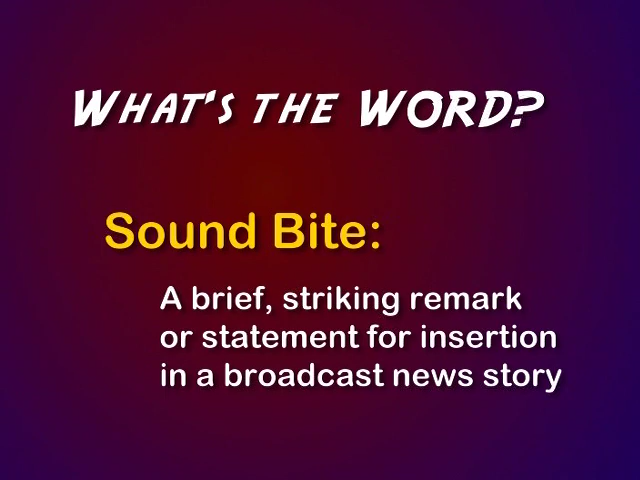 WHAT'S THE WORD?
Sound Bite:
A brief, striking remark
or statement for insertion
in a broadcast news story